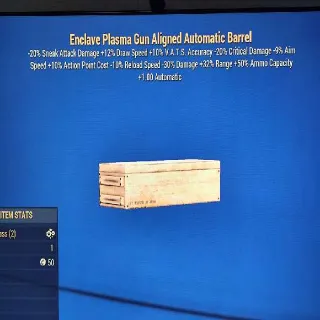 Enclave Plasma Gun Aligned Automatic Barrel
-20% Sneak Attack Damage +12% Draw Speed +10% V.A.T.S. Accuracy -20% Critical Damage -9% Aim
Speed +10% Action Point Cost -10% Reload Speed -30% Damage +32% Range +50% Ammo Capacity
+1.00 Automatic
ITEM STATS
(2)
1
50